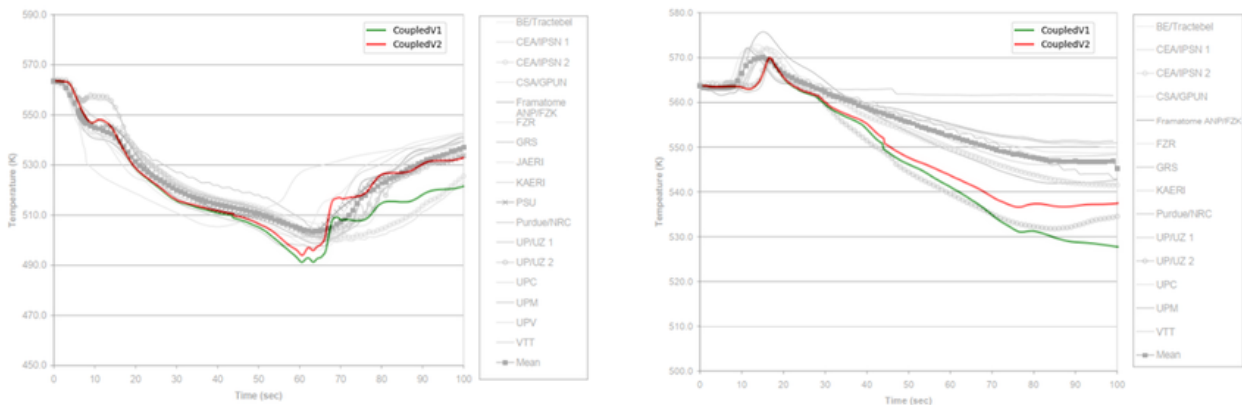 590.0
570.0
550.0
530.0
510.0
490.0
470.0
450.0
Temperature (K)
0 10 20 30 40 50 60 70 80 90 100
Time (sec)
CoupledV1
CoupledV2
BE/Tractebel
CEA/IPSN 1
CEA/IPSN 2
CSA/GPUN
Framatome
ANP/FZK
FZR
GRS
JAERI
KAERI
PSU
Purdue/NRC
UP/UZ 1
UP/UZ 2
UPC
UPM
UPV
VTT
Mean
580.0
570.0
560.0
550.0
540.0
530.0
520.0
510.0
500.0
Tempeature (K)
0 10 20 30 40 50 60 70 80 90 100
Time (sec)
CoupledV1
CoupledV2
BE/Tractebel
CEA/IPSN 1
CEA/IPSN 2
CSA/GPUN
Framatome ANP/FZK
FZR
GRS
KAERI
Purdue/NRC
UP/UZ 1
UP/UZ 2
UPC
UPM
VTT
Mean